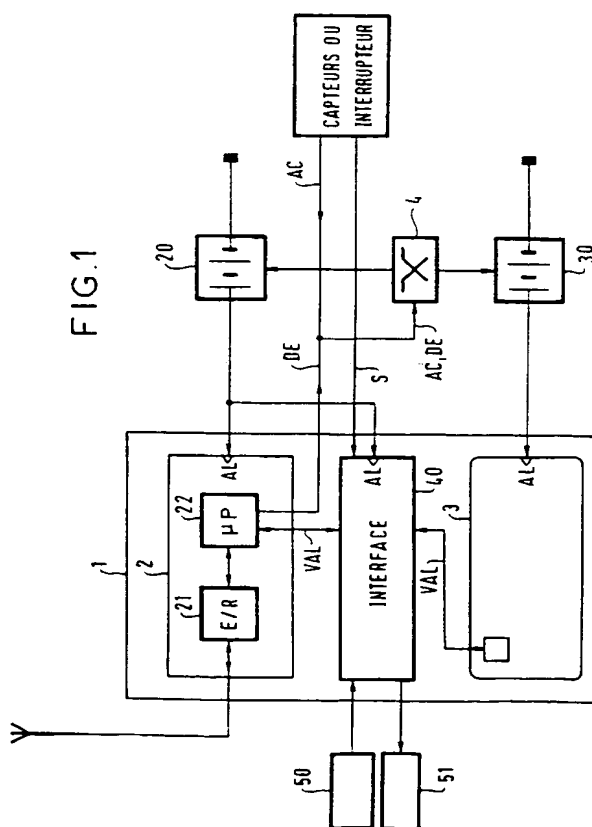 FIG.1
1
2
21
E/R
22
µP
AL
VAL
DE
20
AC
CAPTEURS OU
INTERRUPTEUR
S
4
AC,DE
INTERFACE
AL
40
50
51
VAL
3
AL
30